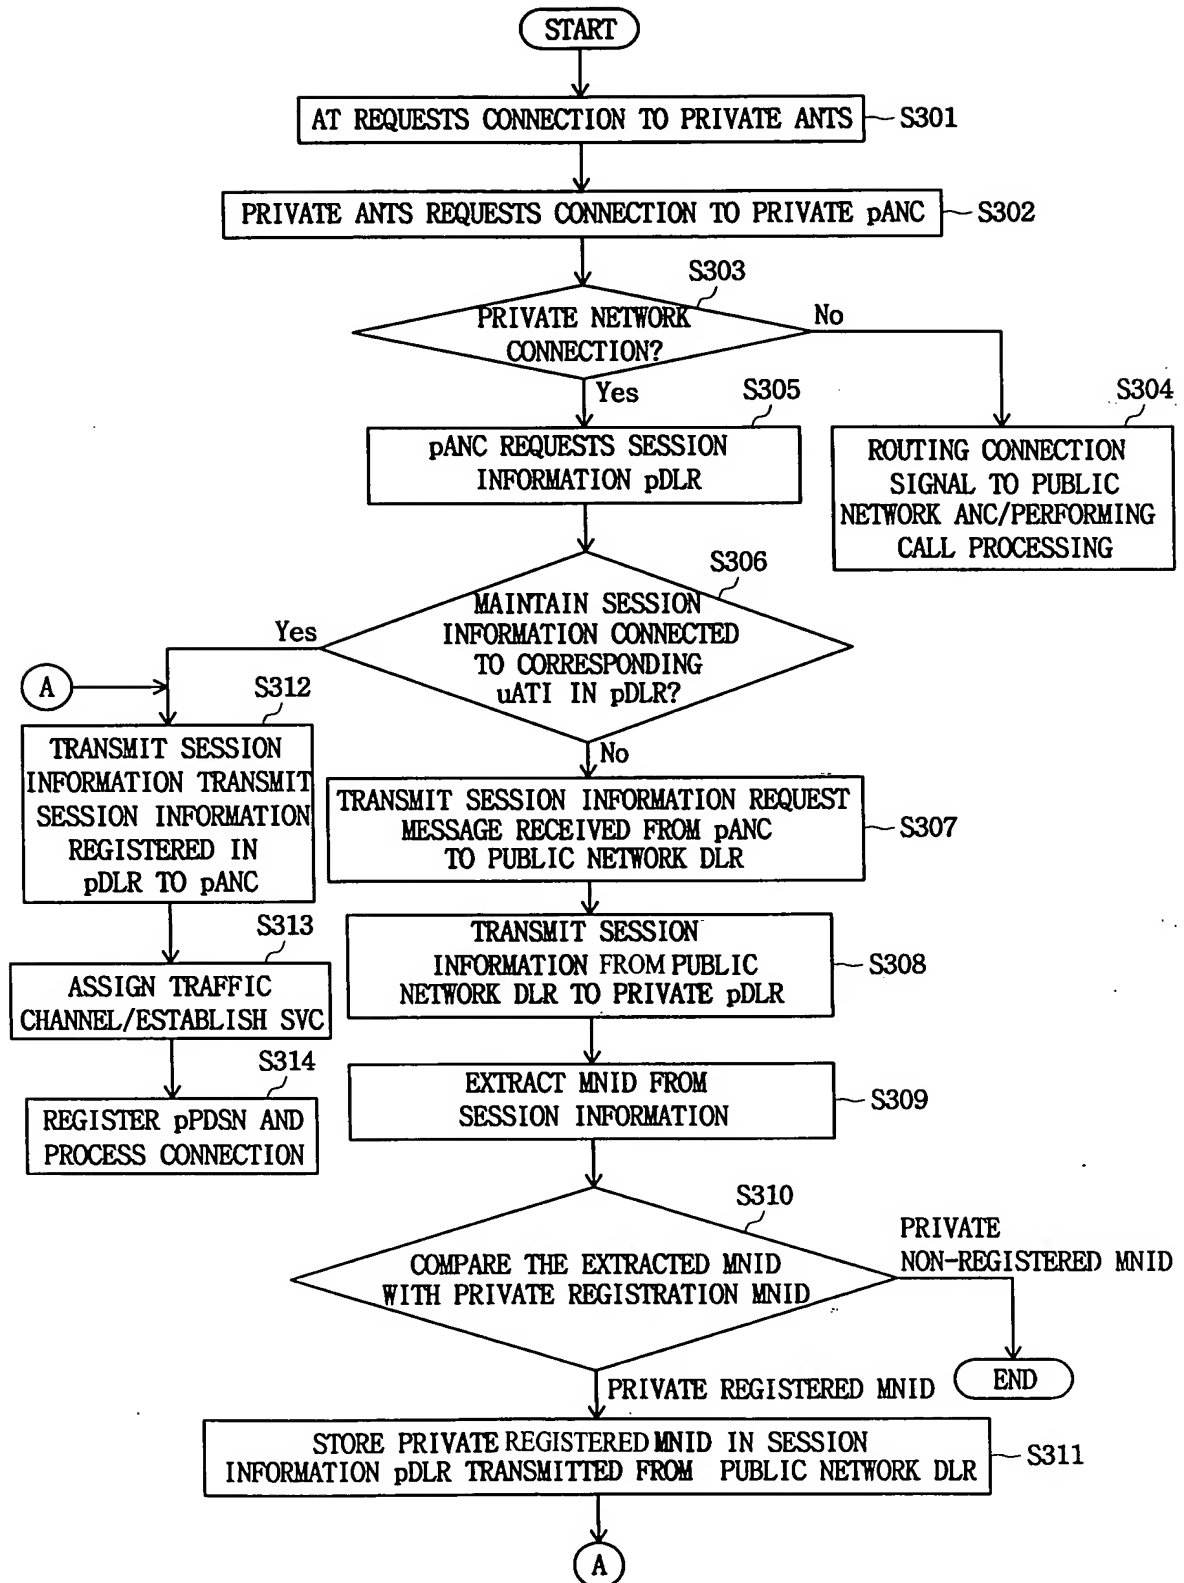 START
AT REQUESTS CONNECTION TO PRIVATE ANTS
S301
PRIVATE ANTS REQUESTS CONNECTION TO PRIVATE pANC
S302
S303
PRIVATE NETWORK
CONNECTION?
No
Yes
S304
ROUTING CONNECTION
SIGNAL TO PUBLIC
NETWORK ANC/PERFORMING
CALL PROCESSING
S305
pANC REQUESTS SESSION
INFORMATION pDLR
S306
MAINTAIN SESSION
INFORMATION CONNECTED
TO CORRESPONDING
uATI IN pDLR?
Yes
No
A
S312
TRANSMIT SESSION
INFORMATION TRANSMIT
SESSION INFORMATION
REGISTERED IN
pDLR TO pANC
S313
ASSIGN TRAFFIC
CHANNEL/ESTABLISH SVC
S314
REGISTER pPDSN AND
PROCESS CONNECTION
TRANSMIT SESSION INFORMATION REQUEST
MESSAGE RECEIVED FROM pANC
TO PUBLIC NETWORK DLR
S307
TRANSMIT SESSION
INFORMATION FROM PUBLIC
NETWORK DLR TO PRIVATE pDLR
S308
EXTRACT MNID FROM
SESSION INFORMATION
S309
S310
COMPARE THE EXTRACTED MNID
WITH PRIVATE REGISTRATION MNID
PRIVATE
NON-REGISTERED MNID
END
PRIVATE REGISTERED MNID
STORE PRIVATE REGISTERED MNID IN SESSION
INFORMATION pDLR TRANSMITTED FROM PUBLIC NETWORK DLR
S311
A